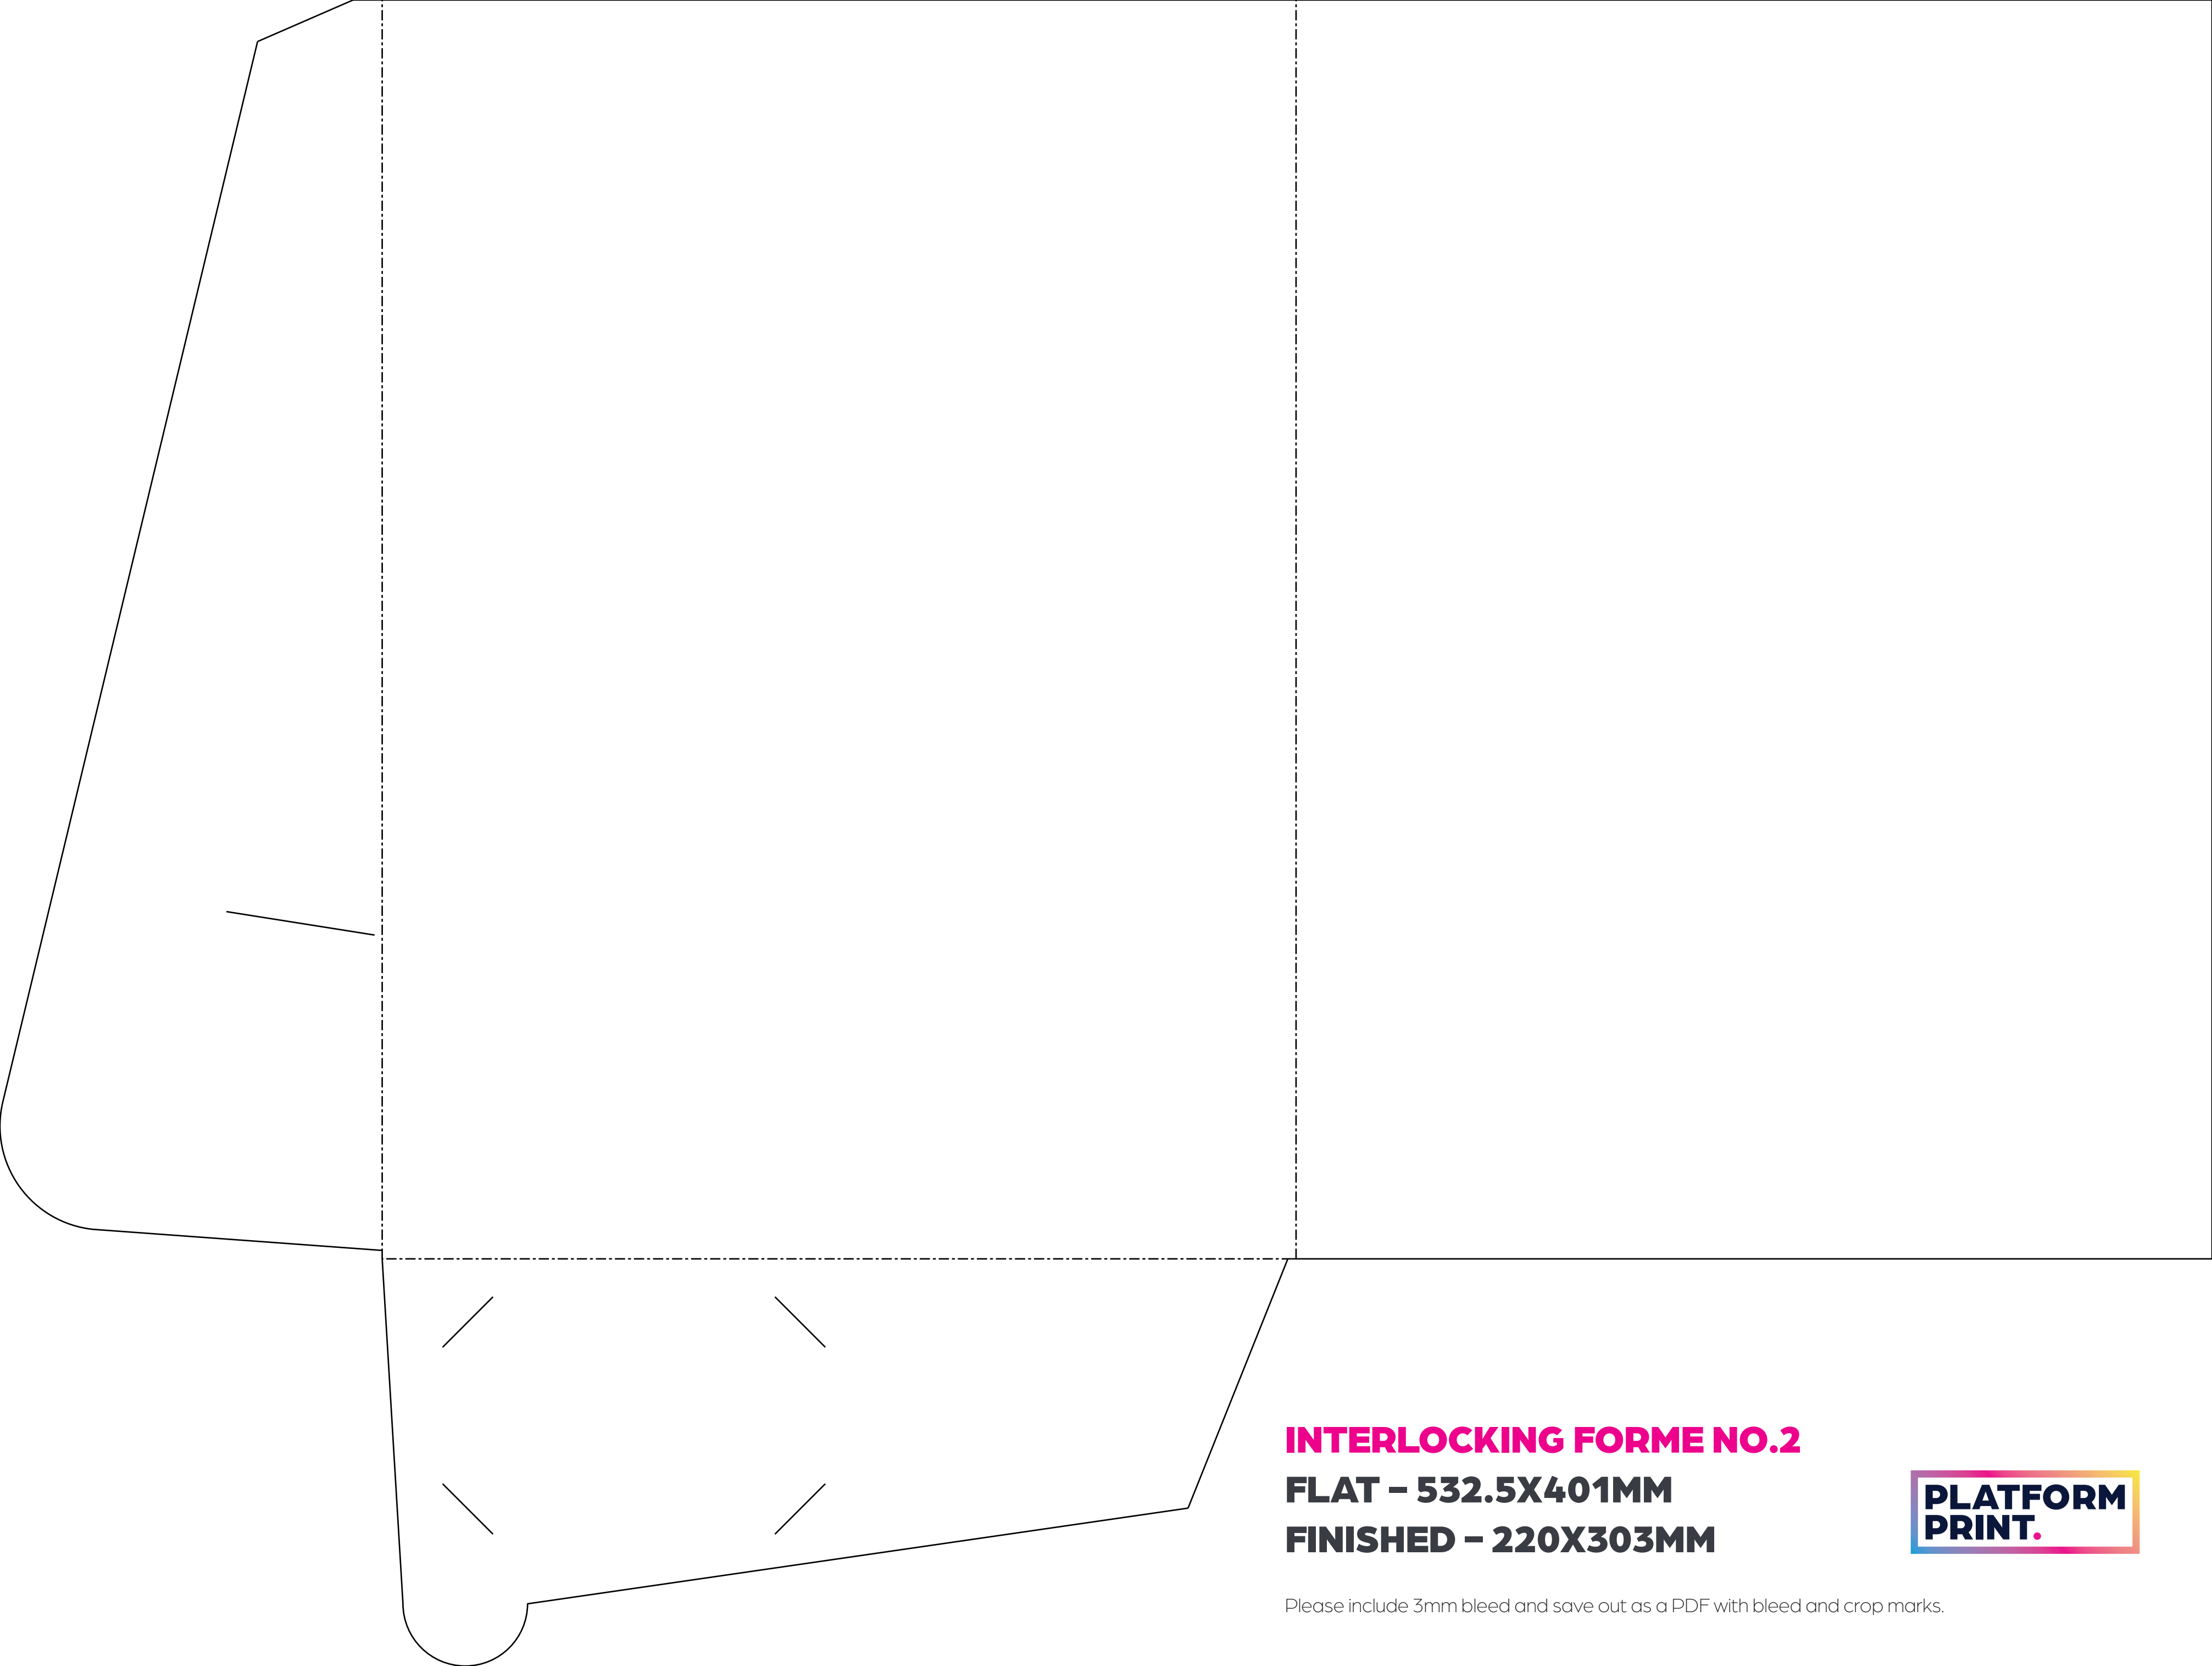 INTERLOCKING FORME NO.2
FLAT – 532.5X401MM
FINISHED – 220X303MM
Please include 3mm bleed and save out as a PDF with bleed and crop marks.
PLATFORM
PRINT.